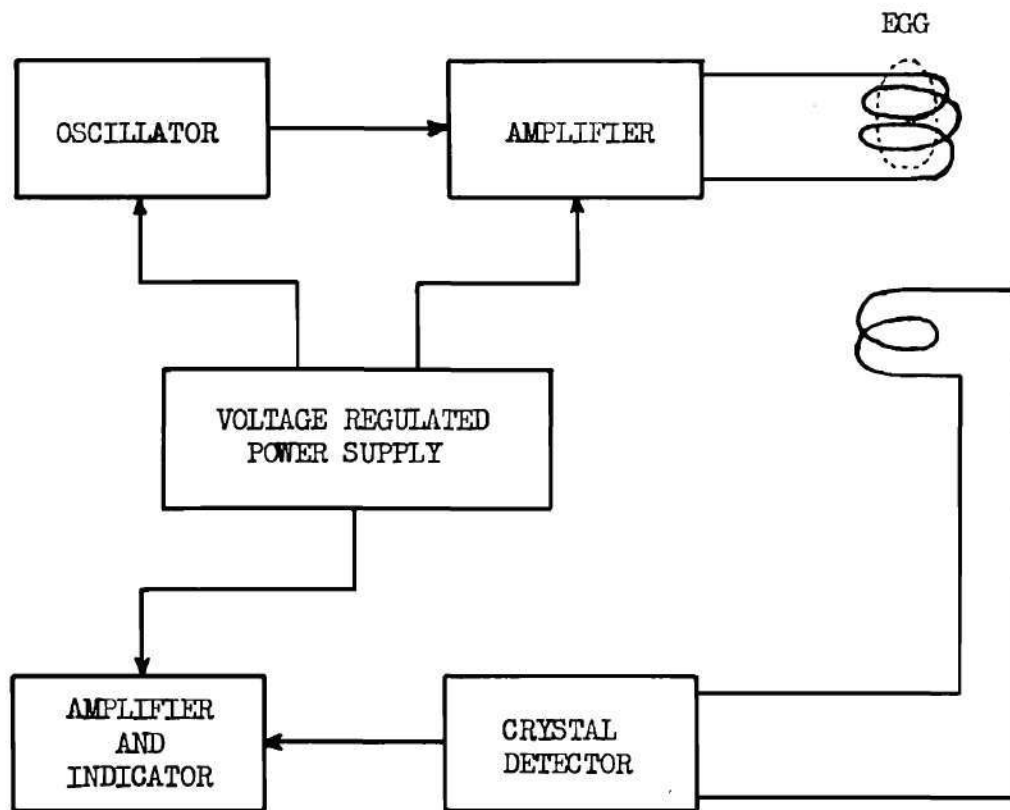 EGG
OSCILLATOR
AMPLIFIER
VOLTAGE REGULATED
POWER SUPPLY
AMPLIFIER
AND
INDICATOR
CRYSTAL
DETECTOR